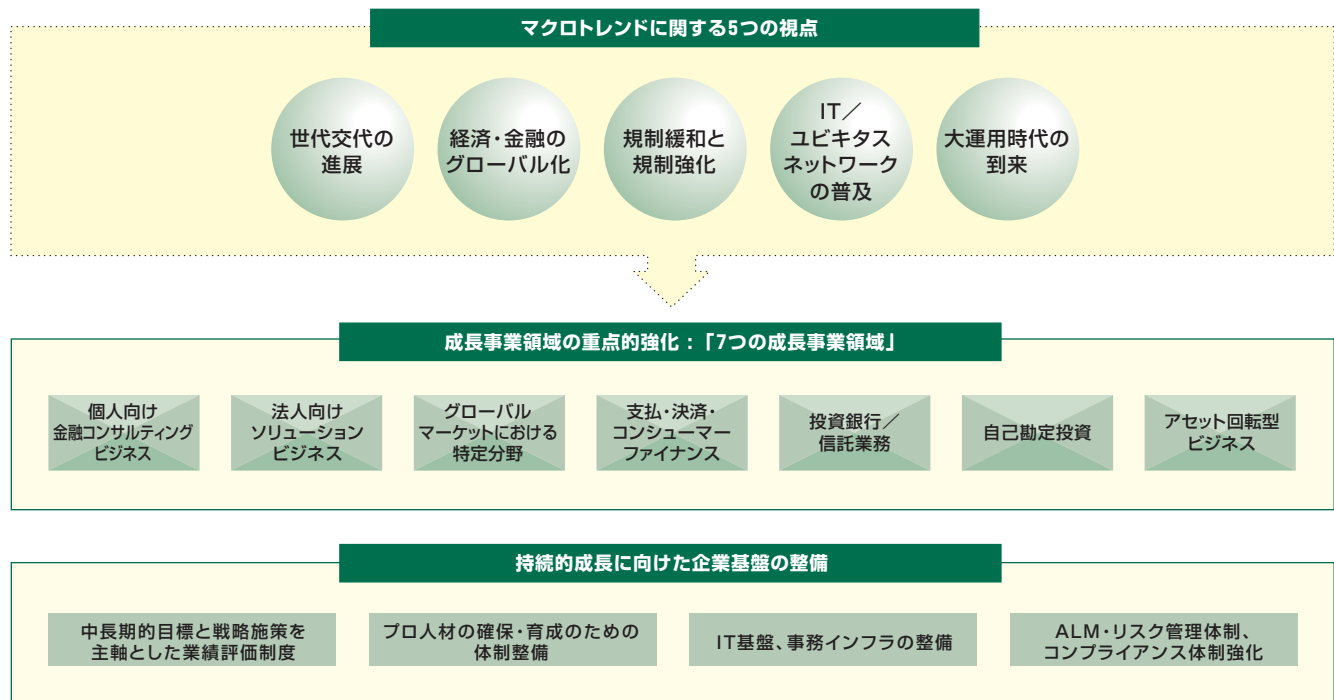 マクロトレンドに関する5つの視点
世代交代の
進展
経済・金融の
グローバル化
規制緩和と
規制強化
IT／
ユビキタス
ネットワーク
の普及
大運用時代の
到来
成長事業領域の重点的強化：「7つの成長事業領域」
個人向け
金融コンサルティング
ビジネス
法人向け
ソリューション
ビジネス
グローバル
マーケットにおける
特定分野
支払・決済・
コンシューマー
ファイナンス
投資銀行／
信託業務
自己勘定投資
アセット回転型
ビジネス
持続的成長に向けた企業基盤の整備
中長期的目標と戦略施策を
主軸とした業績評価制度
プロ人材の確保・育成のための
体制整備
IT基盤、事務インフラの整備
ALM・リスク管理体制、
コンプライアンス体制強化